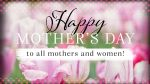 Happy
MOTHER'S DAY
to all mothers and women!